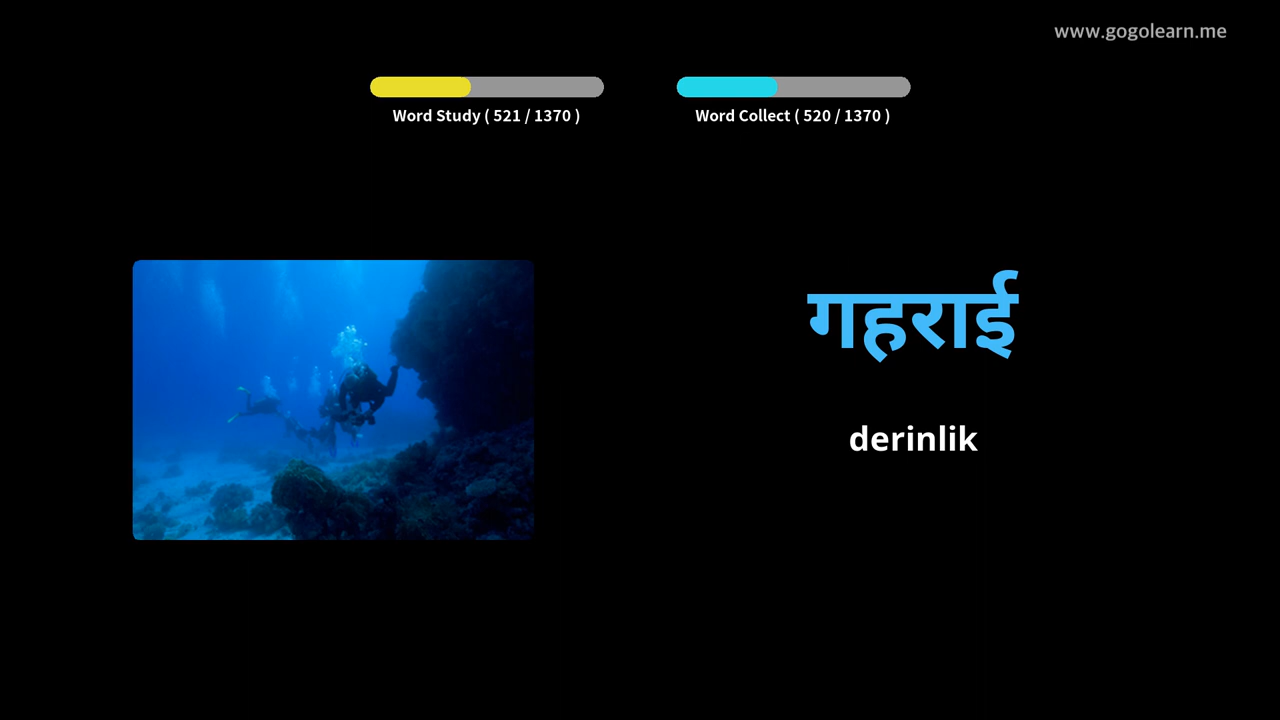 www.gogolearn.me
Word Study ( 521 / 1370 )
Word Collect ( 520 / 1370 )
गहराई
derinlik